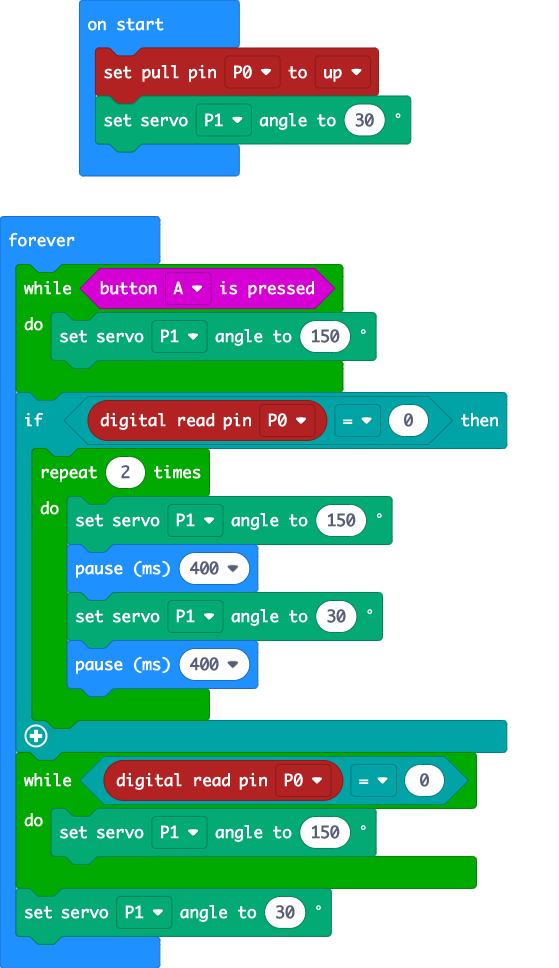 on start
set pull pin P0 to up
set servo P1 angle to 30 °
forever
while button A is pressed
do set servo P1 angle to 150 °
if digital read pin P0 = 0 then
repeat 2 times
do set servo P1 angle to 150 °
pause (ms) 400
set servo P1 angle to 30 °
pause (ms) 400
while digital read pin P0 = 0
do set servo P1 angle to 150 °
set servo P1 angle to 30 °